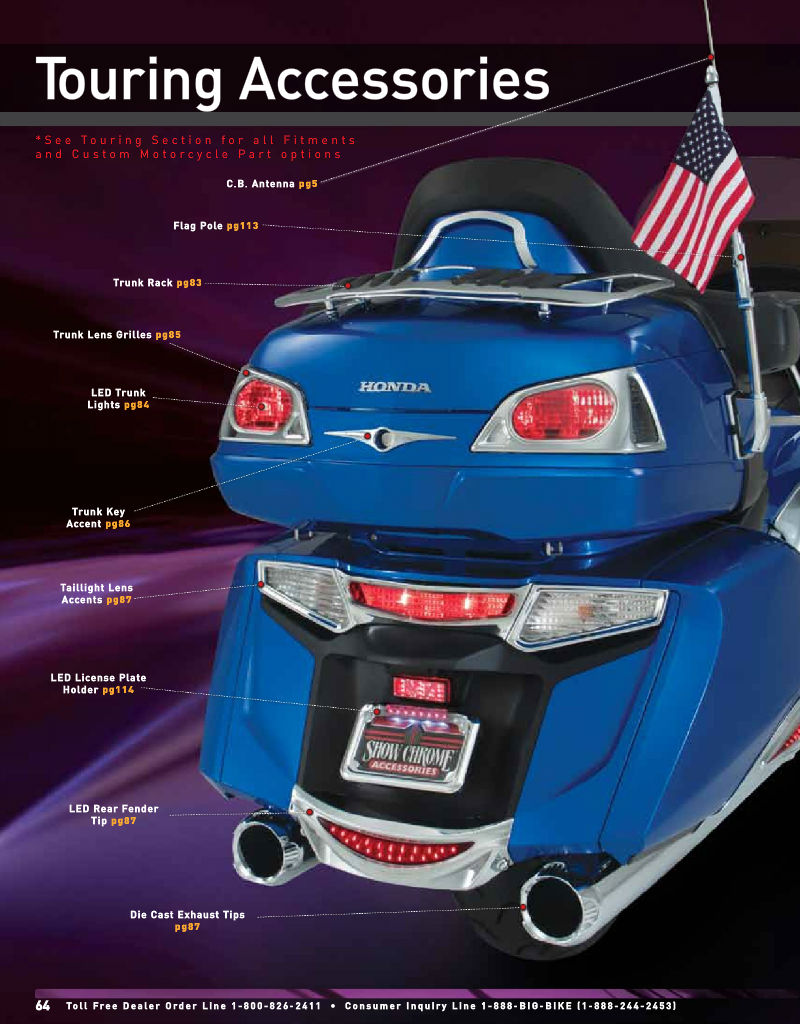 Touring Accessories
*See Touring Section for all Fitments
and Custom Motorcycle Part options
C.B. Antenna pg5
Flag Pole pg113
Trunk Rack pg83
Trunk Lens Grilles pg85
LED Trunk
Lights pg84
HONDA
Trunk Key
Accent pg86
Taillight Lens
Accents pg87
LED License Plate
Holder pg114
SHOW CHROME
ACCESSORIES
LED Rear Fender
Tip pg87
Die Cast Exhaust Tips
pg87
64 Toll Free Dealer Order Line 1-800-826-2411 • Consumer Inquiry Line 1-888-BIG-BIKE (1-888-244-2453)